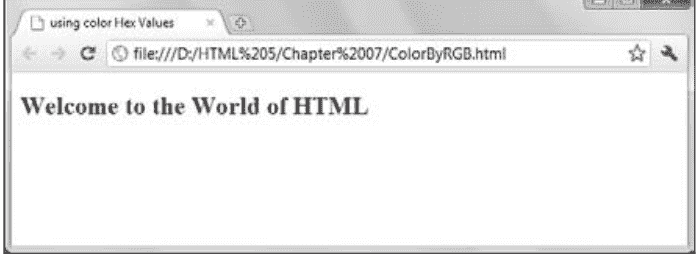 using color Hex Values
file:///D:/HTML%205/Chapter%2007/ColorByRGB.html
Welcome to the World of HTML